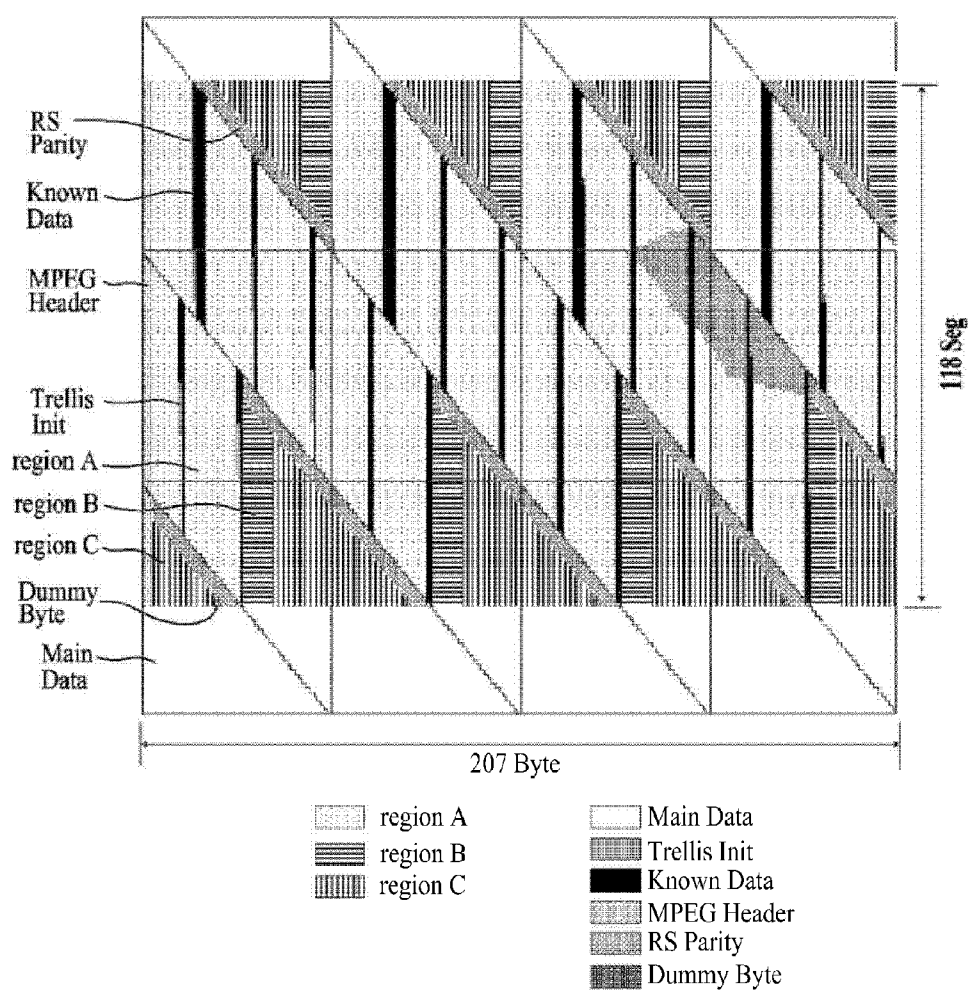 RS
Parity
Known
Data
MPEG
Header
Trellis
Init
region A
region B
region C
Dummy
Byte
Main
Data
118 Seg
207 Byte
region A
region B
region C
Main Data
Trellis Init
Known Data
MPEG Header
RS Parity
Dummy Byte